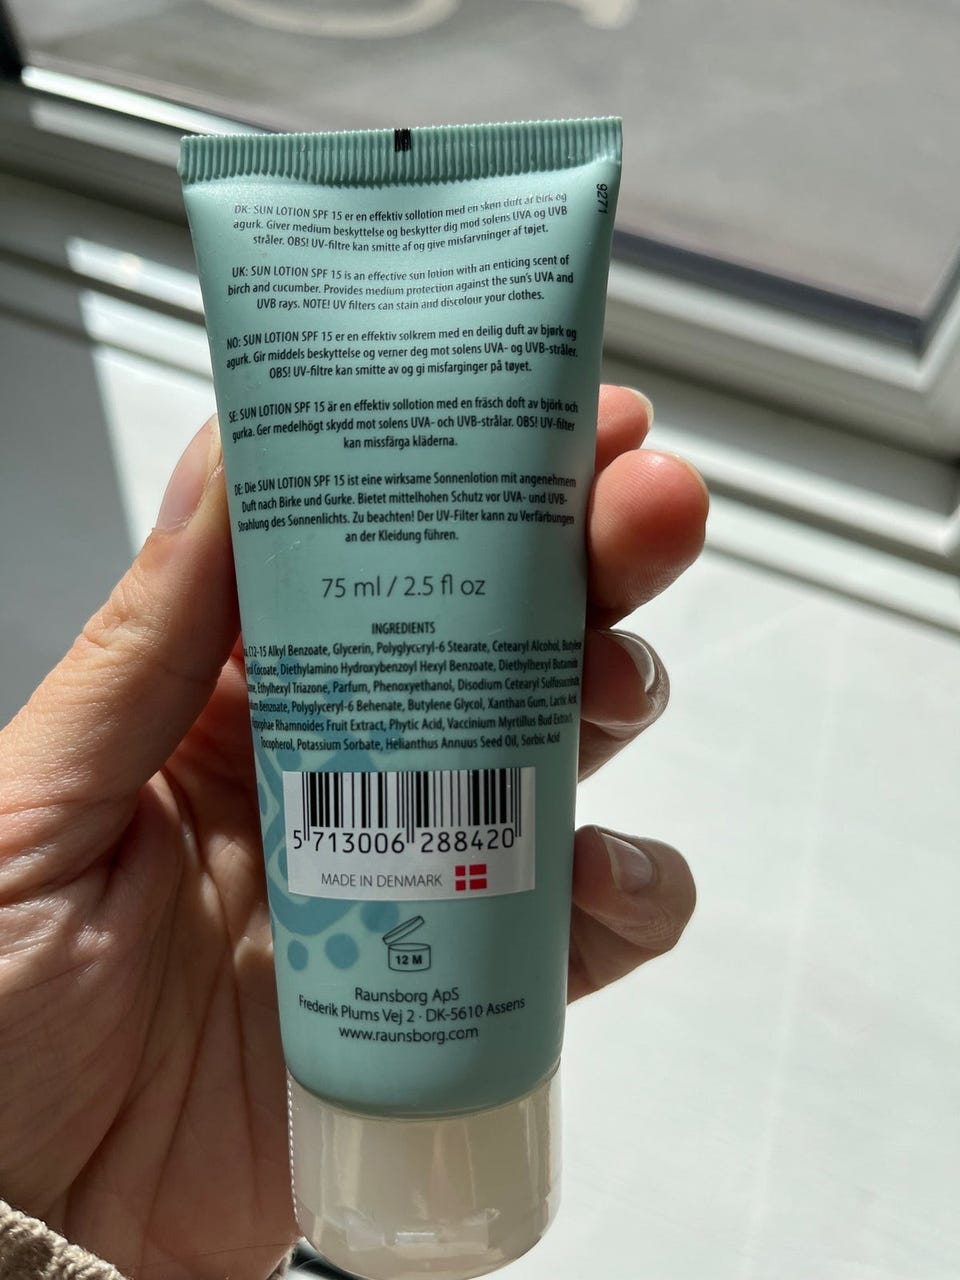 9271
DK: SUN LOTION SPF 15 er en effektiv sollotion med en skøn duft af birk og
agurk. Giver medium beskyttelse og beskytter dig mod solens UVA og UVB
stråler. OBS! UV-filtre kan smitte af og give misfarvninger af tøjet.
UK: SUN LOTION SPF 15 is an effective sun lotion with an enticing scent of
birch and cucumber. Provides medium protection against the sun's UVA and
UVB rays. NOTE! UV filters can stain and discolour your clothes.
NO: SUN LOTION SPF 15 er en effektiv solkrem med en deilig duft av bjørk og
agurk. Gir middels beskyttelse og verner deg mot solens UVA- og UVB-stråler.
OBS! UV-filtre kan smitte av og gi misfarginger på tøyet.
SE: SUN LOTION SPF 15 är en effektiv sollotion med en fräsch doft av björk och
gurka. Ger medelhögt skydd mot solens UVA- och UVB-strålar. OBS! UV-filter
kan missfärga kläderna.
DE: Die SUN LOTION SPF 15 ist eine wirksame Sonnenlotion mit angenehmem
Duft nach Birke und Gurke. Bietet mittelhohen Schutz vor UVA- und UVB-
Strahlung des Sonnenlichts. Zu beachten! Der UV-Filter kann zu Verfärbungen
an der Kleidung führen.
75 ml / 2.5 fl oz
INGREDIENTS
C12-15 Alkyl Benzoate, Glycerin, Polyglyceryl-6 Stearate, Cetearyl Alcohol, Butylene
Cocoate, Diethylamino Hydroxybenzoyl Hexyl Benzoate, Diethylhexyl Butamido
Ethylhexyl Triazone, Parfum, Phenoxyethanol, Disodium Cetearyl Sulfosuccinate,
Benzoate, Polyglyceryl-6 Behenate, Butylene Glycol, Xanthan Gum, Lactic Acid,
Rhamnoides Fruit Extract, Phytic Acid, Vaccinium Myrtillus Bud Extract,
Tocopherol, Potassium Sorbate, Helianthus Annuus Seed Oil, Sorbic Acid
5 713006 288420
MADE IN DENMARK
12 M
Raunsborg ApS
Frederik Plums Vej 2 · DK-5610 Assens
www.raunsborg.com